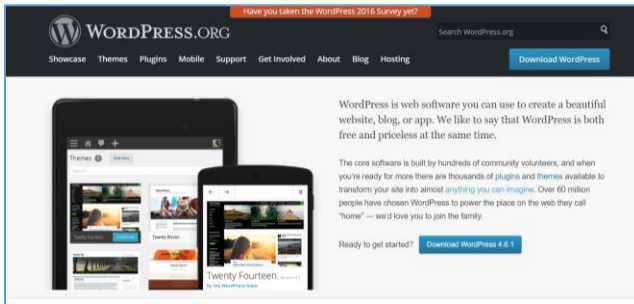 Have you taken the WordPress 2016 Survey yet?
WORDPRESS.ORG
Search WordPress.org
Showcase Themes Plugins Mobile Support Get Involved About Blog Hosting
Download WordPress
WordPress is web software you can use to create a beautiful
website, blog, or app. We like to say that WordPress is both
free and priceless at the same time.
The core software is built by hundreds of community volunteers, and when
you're ready for more there are thousands of plugins and themes available to
transform your site into almost anything you can imagine. Over 60 million
people have chosen WordPress to power the place on the web they call
"home" — we'd love you to join the family.
Ready to get started? Download WordPress 4.6.1
Themes
Twenty Fourteen
Twenty Eleven
Twenty Fourteen
by the WordPress team